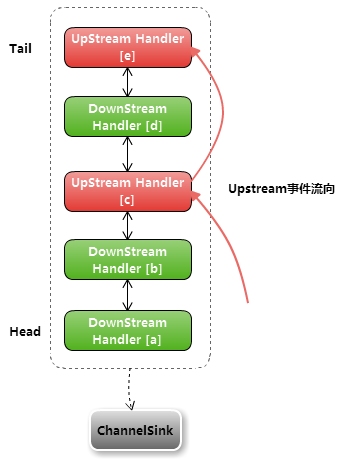 Tail
UpStream Handler
[e]
DownStream
Handler [d]
UpStream Handler
[c]
Upstream事件流向
DownStream
Handler [b]
Head
DownStream
Handler [a]
ChannelSink